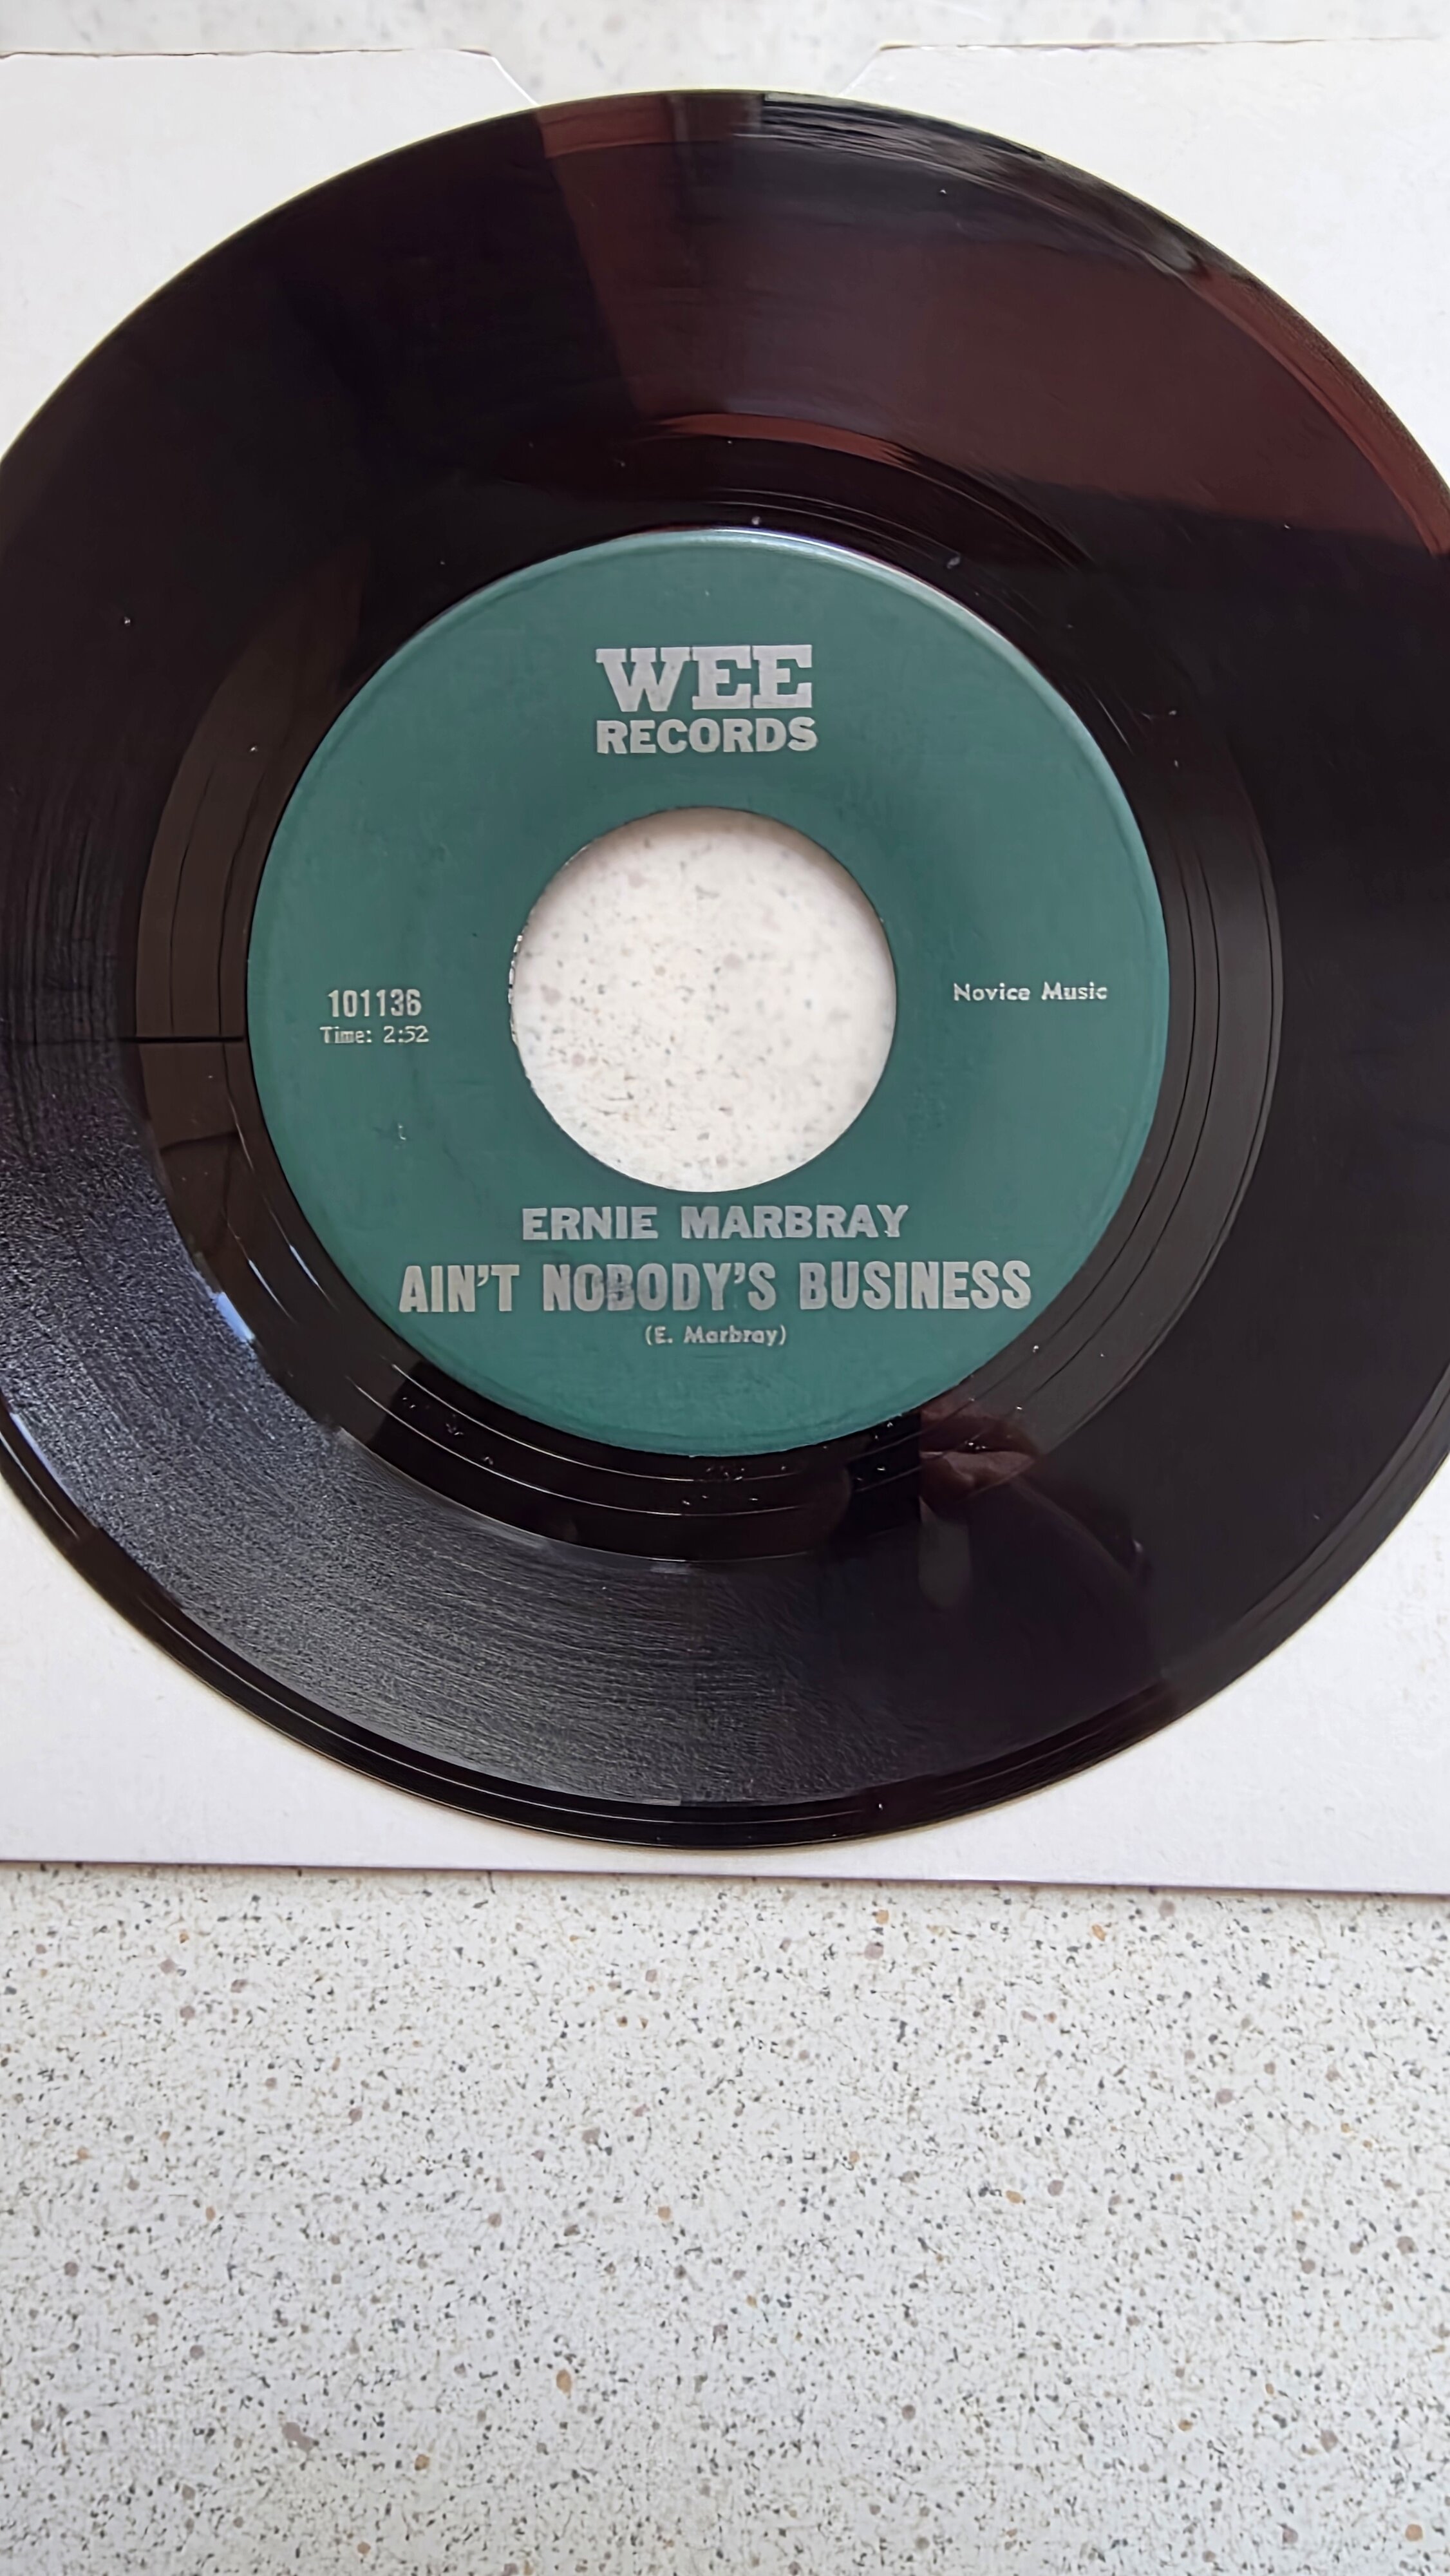 WEE
RECORDS
101136
Time: 2:52
Novice Music
ERNIE MARBRAY
AIN'T NOBODY'S BUSINESS
(E. Marbray)